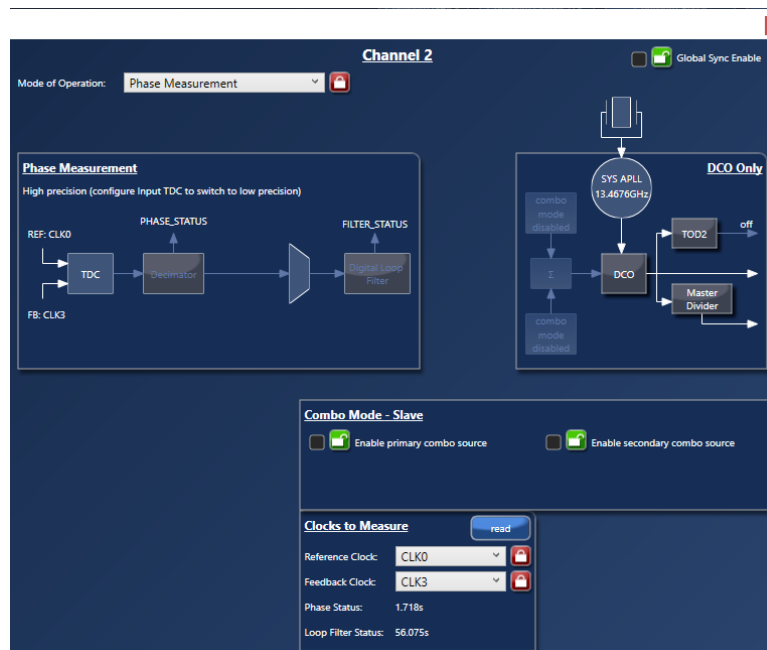 Channel 2
Global Sync Enable
Mode of Operation: Phase Measurement
Phase Measurement
High precision (configure Input TDC to switch to low precision)
REF: CLK0
PHASE_STATUS
FILTER_STATUS
TDC
Decimator
Digital Loop
Filter
FB: CLK3
DCO Only
SYS APLL
13.4676GHz
combo
mode
disabled
TOD2
off
Σ
DCO
Master
Divider
combo
mode
disabled
Combo Mode - Slave
Enable primary combo source
Enable secondary combo source
Clocks to Measure
read
Reference Clock: CLK0
Feedback Clock: CLK3
Phase Status: 1.718s
Loop Filter Status: 56.075s